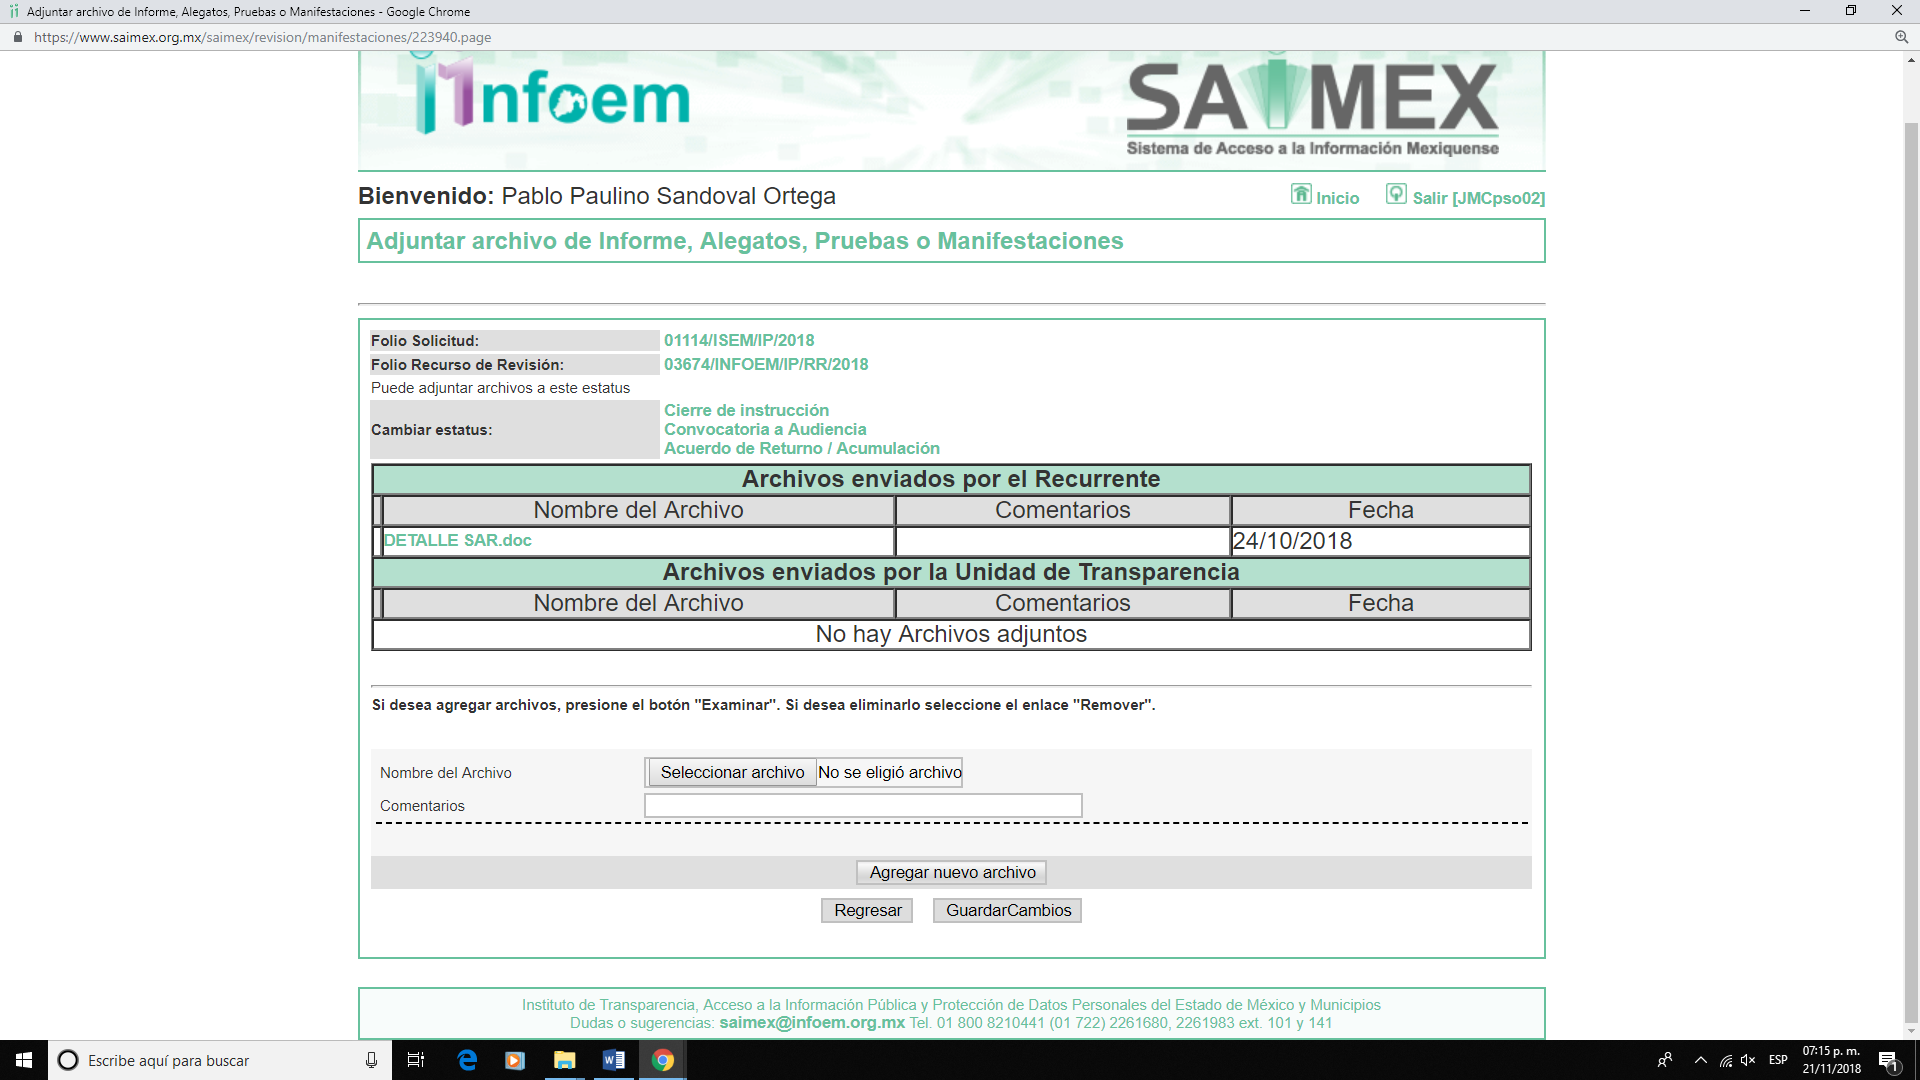 Adjuntar archivo de Informe, Alegatos, Pruebas o Manifestaciones - Google Chrome
https://www.saimex.org.mx/saimex/revision/manifestaciones/223940.page
infoem
SAIMEX
Sistema de Acceso a la Información Mexiquense
Bienvenido: Pablo Paulino Sandoval Ortega
Inicio Salir [JMCpso02]
Adjuntar archivo de Informe, Alegatos, Pruebas o Manifestaciones
Folio Solicitud: 01114/ISEM/IP/2018
Folio Recurso de Revisión: 03674/INFOEM/IP/RR/2018
Puede adjuntar archivos a este estatus
Cambiar estatus:
Cierre de instrucción
Convocatoria a Audiencia
Acuerdo de Returno / Acumulación
Archivos enviados por el Recurrente
Nombre del Archivo Comentarios Fecha
DETALLE SAR.doc 24/10/2018
Archivos enviados por la Unidad de Transparencia
Nombre del Archivo Comentarios Fecha
No hay Archivos adjuntos
Si desea agregar archivos, presione el botón "Examinar". Si desea eliminarlo seleccione el enlace "Remover".
Nombre del Archivo Seleccionar archivo No se eligió archivo
Comentarios
Agregar nuevo archivo
Regresar GuardarCambios
Instituto de Transparencia, Acceso a la Información Pública y Protección de Datos Personales del Estado de México y Municipios
Dudas o sugerencias: saimex@infoem.org.mx Tel. 01 800 8210441 (01 722) 2261680, 2261983 ext. 101 y 141
Escribe aquí para buscar
ESP
07:15 p. m.
21/11/2018
1